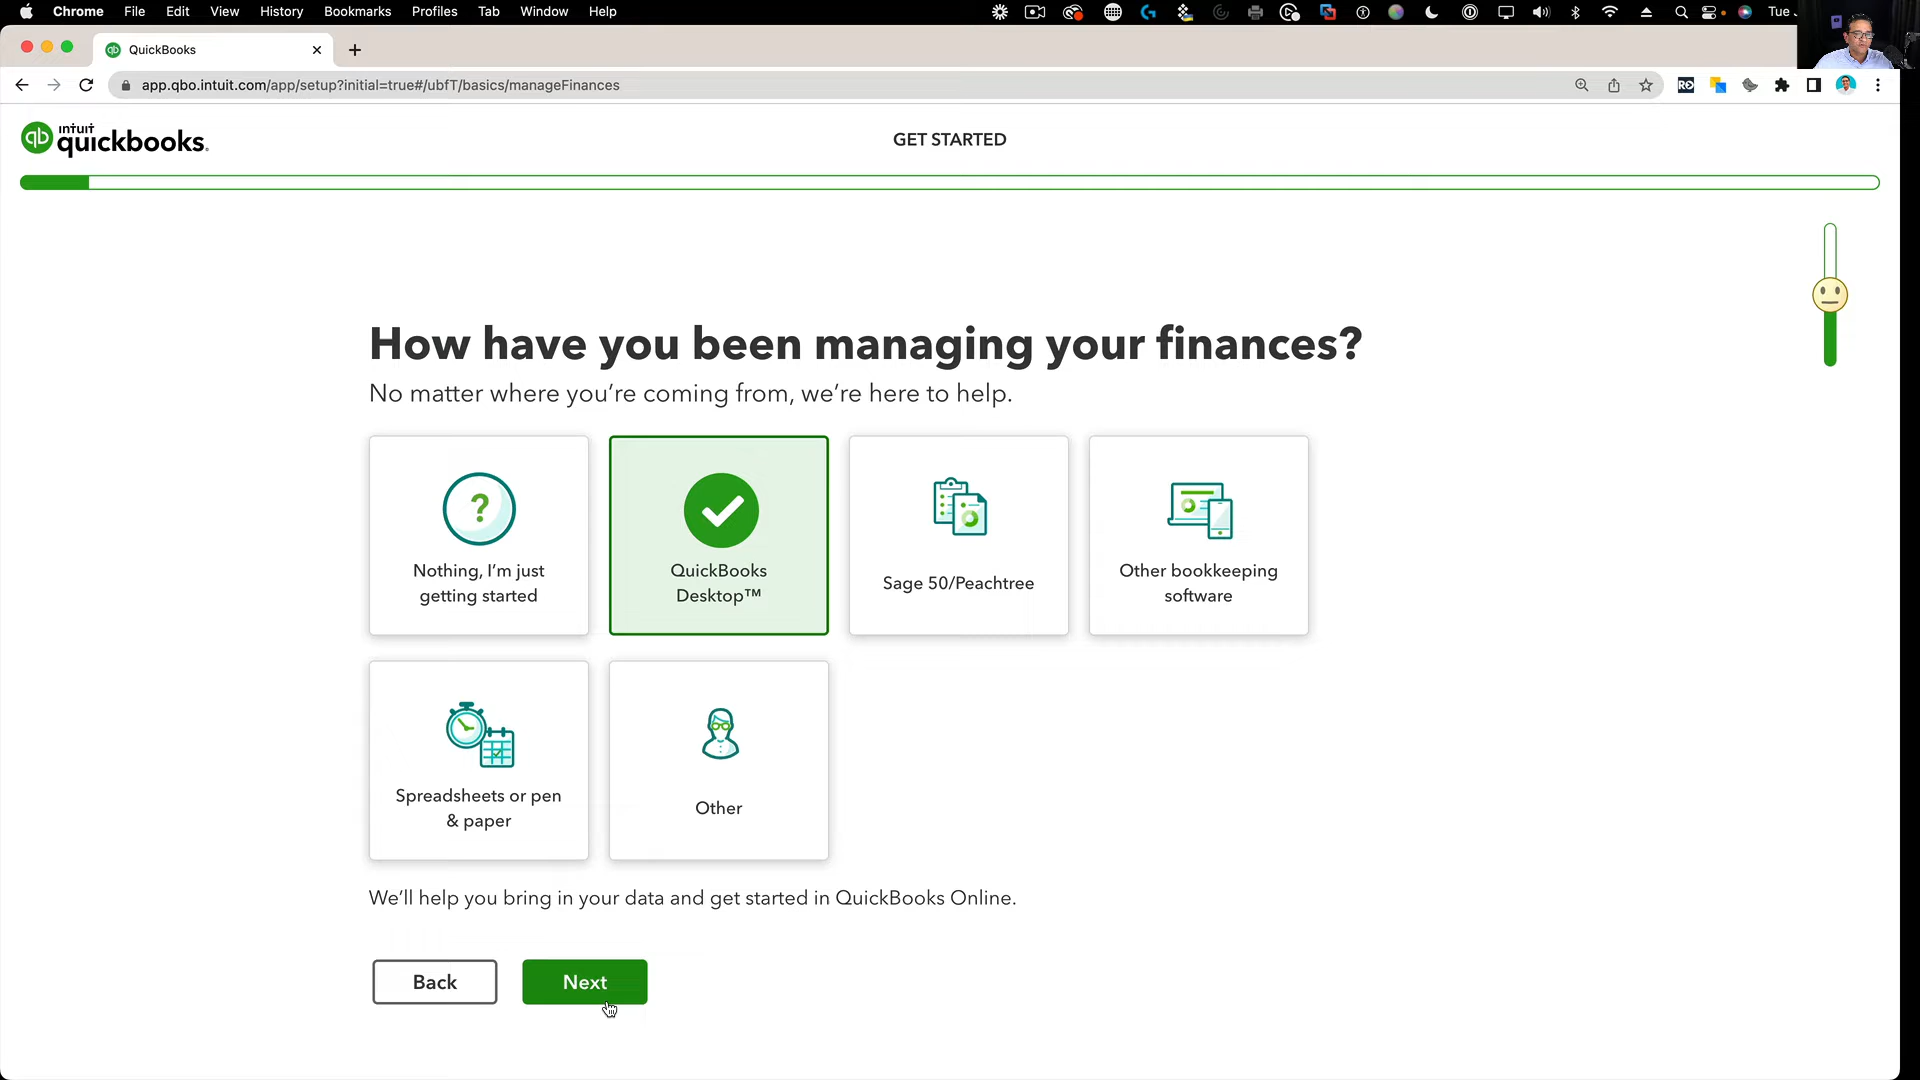 Chrome File Edit View History Bookmarks Profiles Tab Window Help Tue
QuickBooks
app.qbo.intuit.com/app/setup?initial=true#/ubfT/basics/manageFinances
ıntuıt
quickbooks.
GET STARTED
How have you been managing your finances?
No matter where you’re coming from, we’re here to help.
?
Nothing, I’m just
getting started
QuickBooks
Desktop™
Sage 50/Peachtree
Other bookkeeping
software
Spreadsheets or pen
& paper
Other
We’ll help you bring in your data and get started in QuickBooks Online.
Back Next